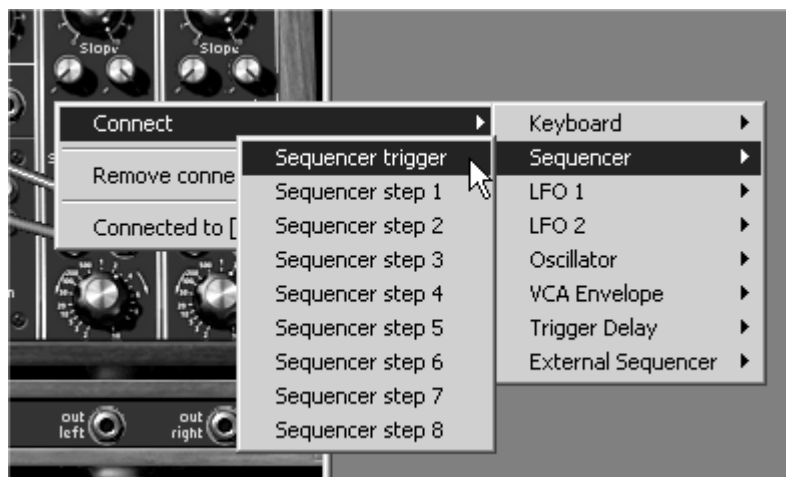 Slope Slope
Connect
Remove conne
Connected to [
Sequencer trigger
Sequencer step 1
Sequencer step 2
Sequencer step 3
Sequencer step 4
Sequencer step 5
Sequencer step 6
Sequencer step 7
Sequencer step 8
Keyboard
Sequencer
LFO 1
LFO 2
Oscillator
VCA Envelope
Trigger Delay
External Sequencer
out
left
out
right